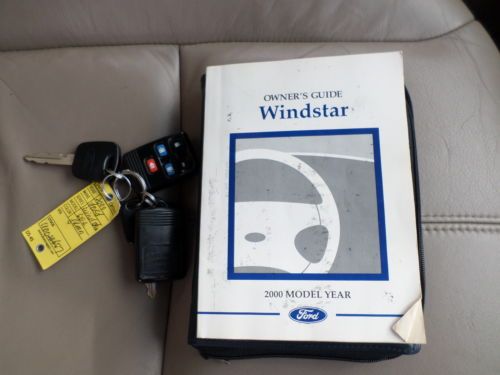 OWNER'S GUIDE
Windstar
2000 MODEL YEAR
Ford